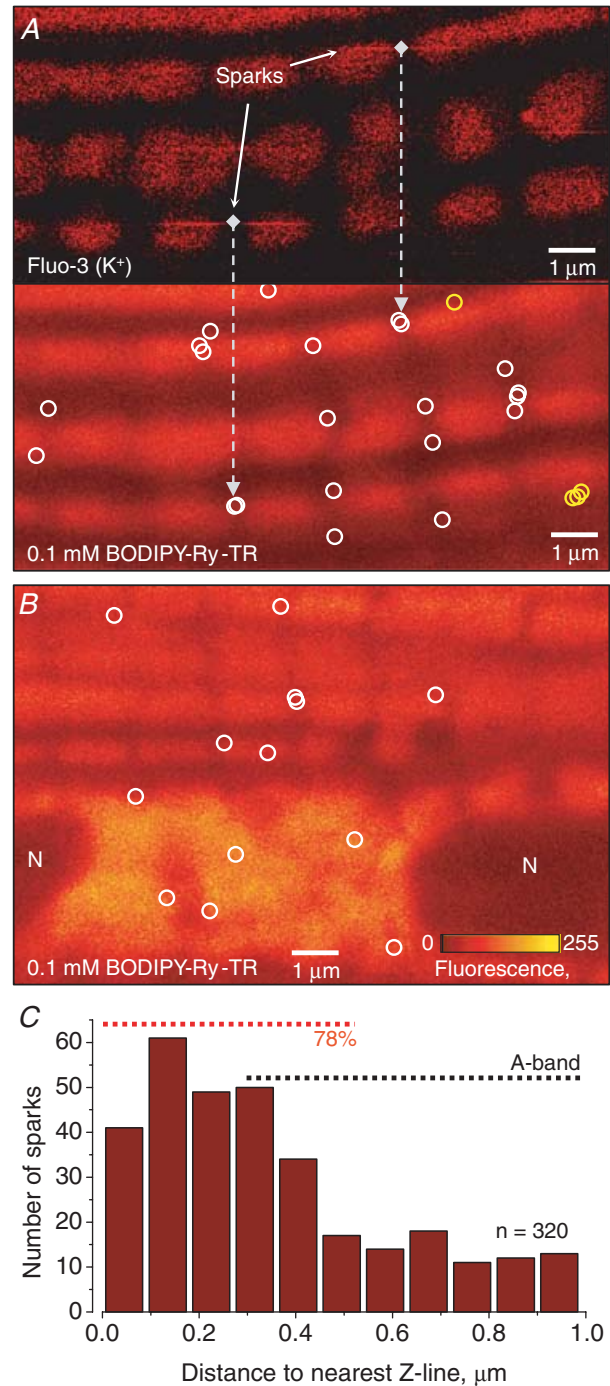 A
Sparks
Fluo-3 (K+)
1 μm
0.1 mM BODIPY-Ry-TR
1 μm
B
N
N
0 255
0.1 mM BODIPY-Ry-TR
1 μm
Fluorescence,
C
78%
A-band
60
50
40
30
20
10
0
n = 320
Number of sparks
0.0 0.2 0.4 0.6 0.8 1.0
Distance to nearest Z-line, μm